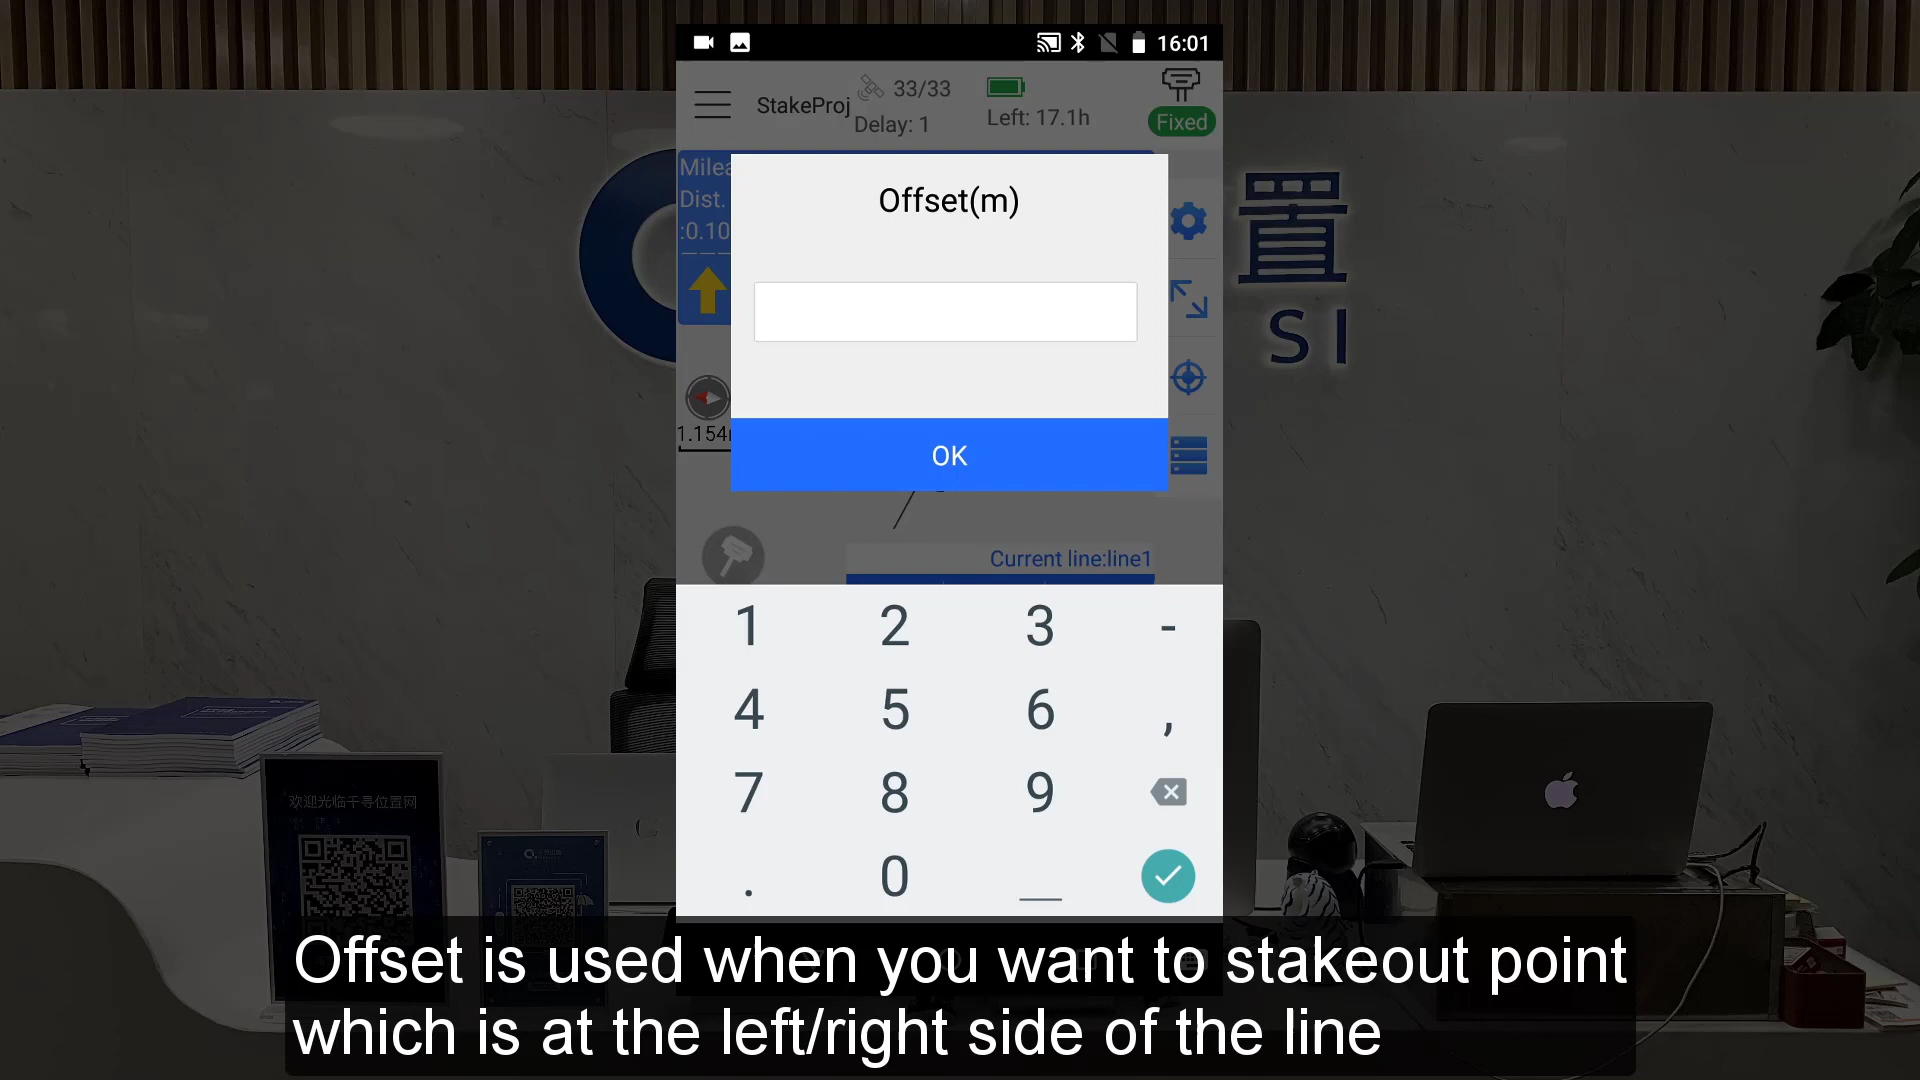 16:01
StakeProj
33/33
Delay: 1
Left: 17.1h
Fixed
Milea
Dist.
:0.10
Offset(m)
OK
1.154
Current line:line1
1 2 3 -
4 5 6 ,
7 8 9
. 0
置
SI
欢迎光临千寻位置网
Offset is used when you want to stakeout point
which is at the left/right side of the line